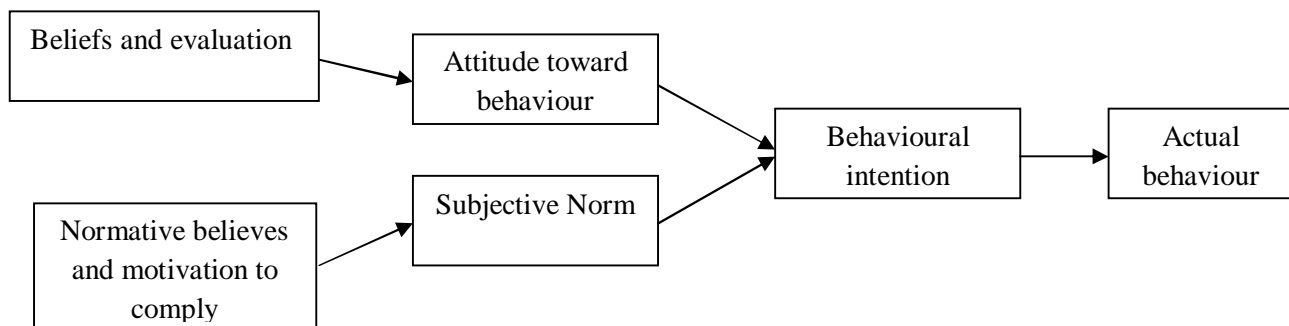 Beliefs and evaluation
Attitude toward
behaviour
Normative believes
and motivation to
comply
Subjective Norm
Behavioural
intention
Actual
behaviour